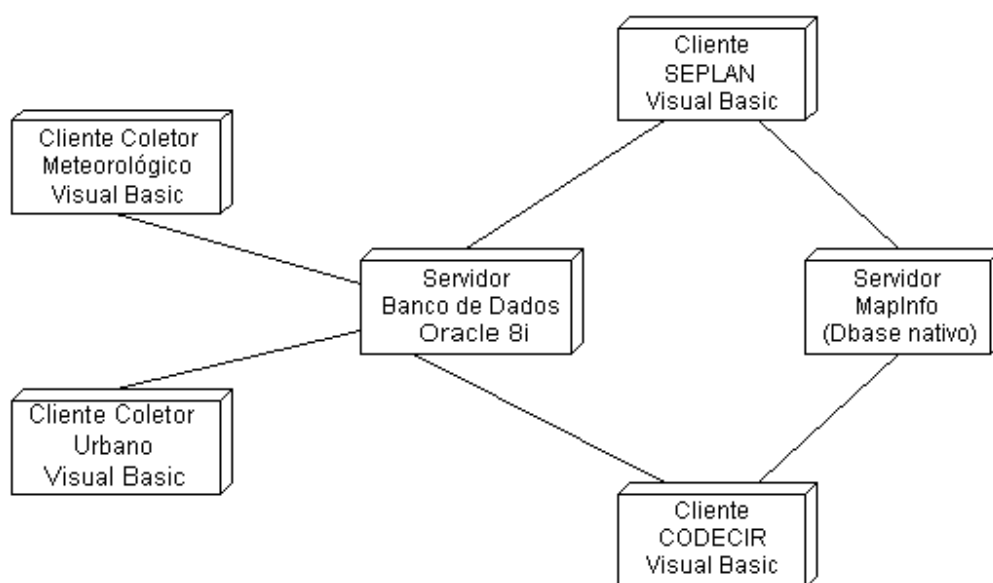 Cliente
SEPLAN
Visual Basic
Cliente Coletor
Meteorológico
Visual Basic
Servidor
Banco de Dados
Oracle 8i
Servidor
MapInfo
(Dbase nativo)
Cliente Coletor
Urbano
Visual Basic
Cliente
CODECIR
Visual Basic